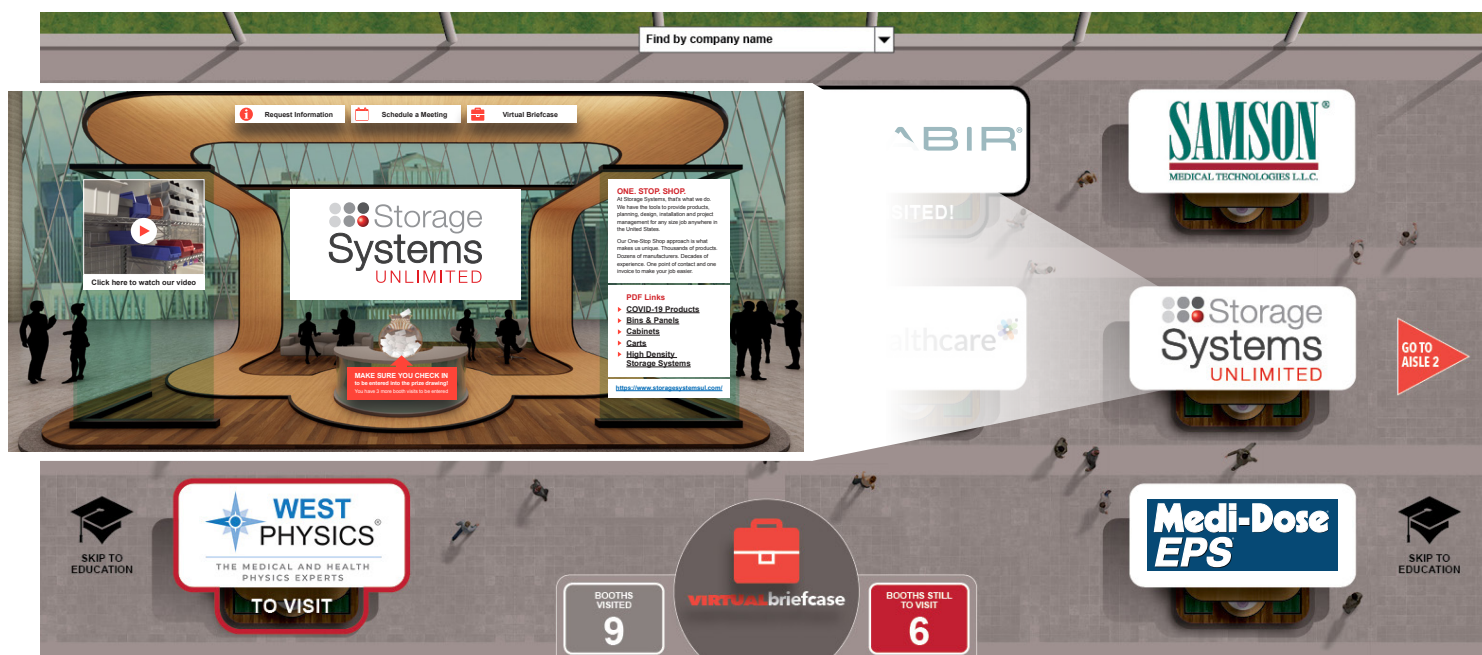 Find by company name
Request Information
Schedule a Meeting
Virtual Briefcase
Click here to watch our video
Storage
Systems
UNLIMITED
MAKE SURE YOU CHECK IN
to be entered into the prize drawing!
You have 3 more booth visits to be entered
ONE. STOP. SHOP.
At Storage Systems, that's what we do.
We have the tools to provide products,
planning, design, installation and project
management for any size job anywhere in
the United States.
Our One-Stop Shop approach is what
makes us unique. Thousands of products.
Dozens of manufacturers. Decades of
experience. One point of contact and one
invoice to make your job easier.
PDF Links
COVID-19 Products
Bins & Panels
Cabinets
Carts
High Density
Storage Systems
https://www.storagesystemsul.com/
ABIR®
SITED!
SAMSON®
MEDICAL TECHNOLOGIES L.L.C.
althcare
Storage
Systems
UNLIMITED
GO TO
AISLE 2
SKIP TO
EDUCATION
WEST
PHYSICS®
THE MEDICAL AND HEALTH
PHYSICS EXPERTS
TO VISIT
BOOTHS
VISITED
9
VIRTUALbriefcase
BOOTHS STILL
TO VISIT
6
Medi-Dose
EPS
SKIP TO
EDUCATION